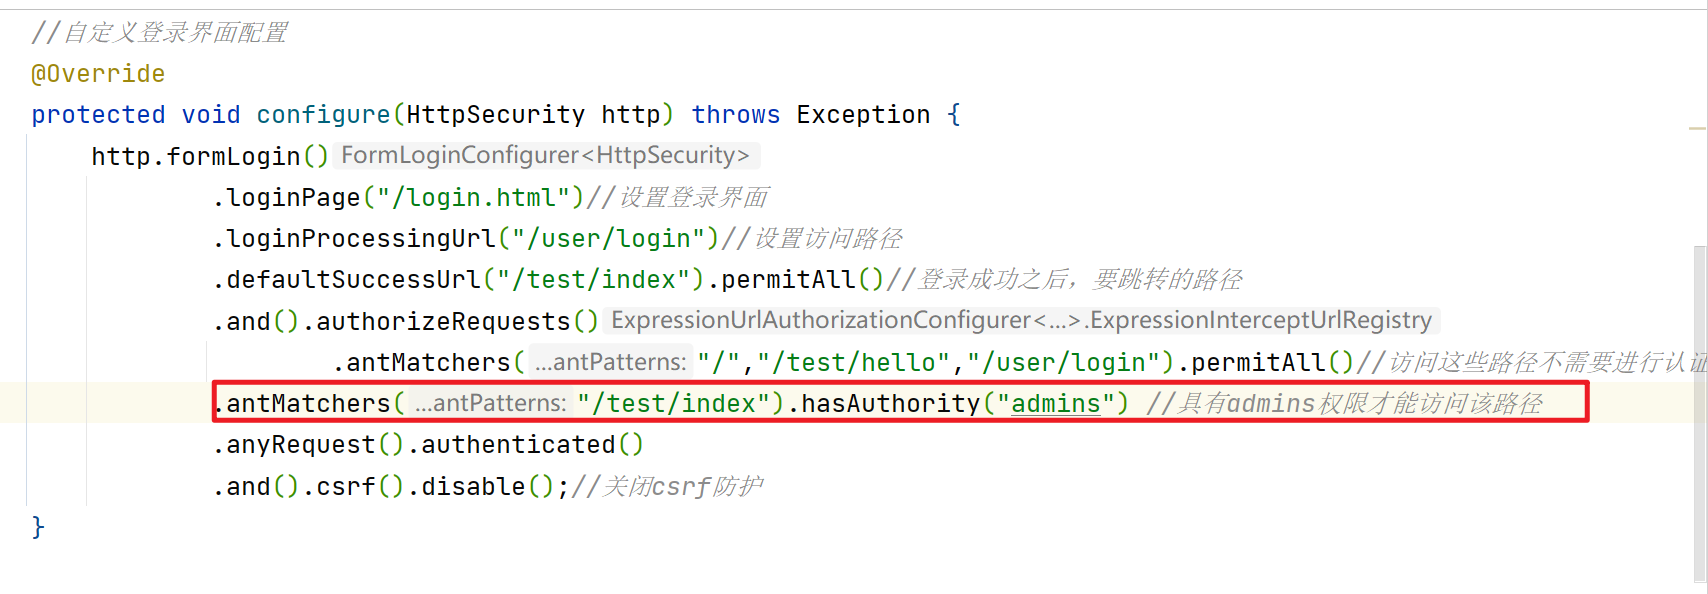 //自定义登录界面配置
@Override
protected void configure(HttpSecurity http) throws Exception {
http.formLogin() FormLoginConfigurer<HttpSecurity>
.loginPage("/login.html")//设置登录界面
.loginProcessingUrl("/user/login")//设置访问路径
.defaultSuccessUrl("/test/index").permitAll()//登录成功之后，要跳转的路径
.and().authorizeRequests() ExpressionUrlAuthorizationConfigurer<...>.ExpressionInterceptUrlRegistry
.antMatchers( ...antPatterns: "/","/test/hello","/user/login").permitAll()//访问这些路径不需要进行认证
.antMatchers( ...antPatterns: "/test/index").hasAuthority("admins") //具有admins权限才能访问该路径
.anyRequest().authenticated()
.and().csrf().disable();//关闭csrf防护
}